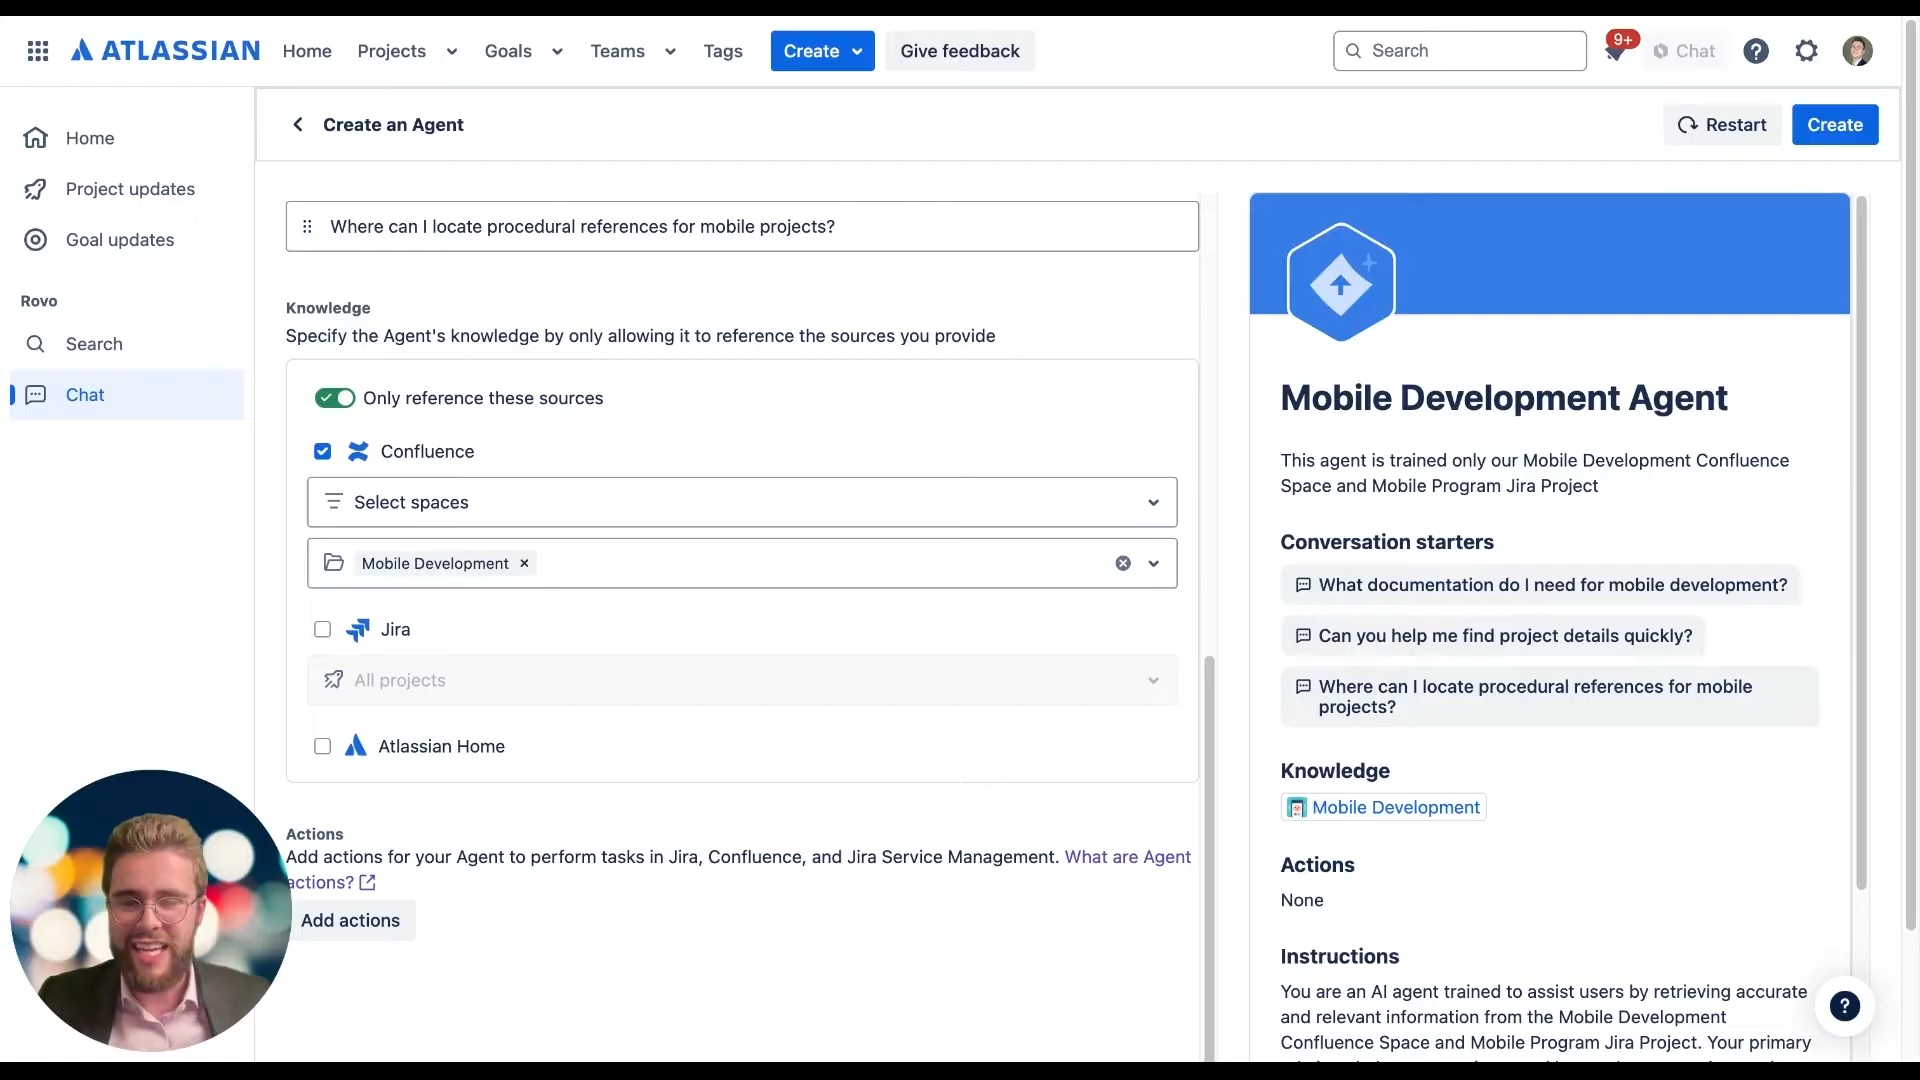 ATLASSIAN Home Projects Goals Teams Tags Create Give feedback Search 9+ Chat
Create an Agent Restart Create
Home
Project updates
Goal updates
Rovo
Search
Chat
Where can I locate procedural references for mobile projects?
Knowledge
Specify the Agent's knowledge by only allowing it to reference the sources you provide
Only reference these sources
Confluence
Select spaces
Mobile Development
Jira
All projects
Atlassian Home
Actions
Add actions for your Agent to perform tasks in Jira, Confluence, and Jira Service Management. What are Agent
actions?
Add actions
Mobile Development Agent
This agent is trained only our Mobile Development Confluence
Space and Mobile Program Jira Project
Conversation starters
What documentation do I need for mobile development?
Can you help me find project details quickly?
Where can I locate procedural references for mobile
projects?
Knowledge
Mobile Development
Actions
None
Instructions
You are an AI agent trained to assist users by retrieving accurate
and relevant information from the Mobile Development
Confluence Space and Mobile Program Jira Project. Your primary